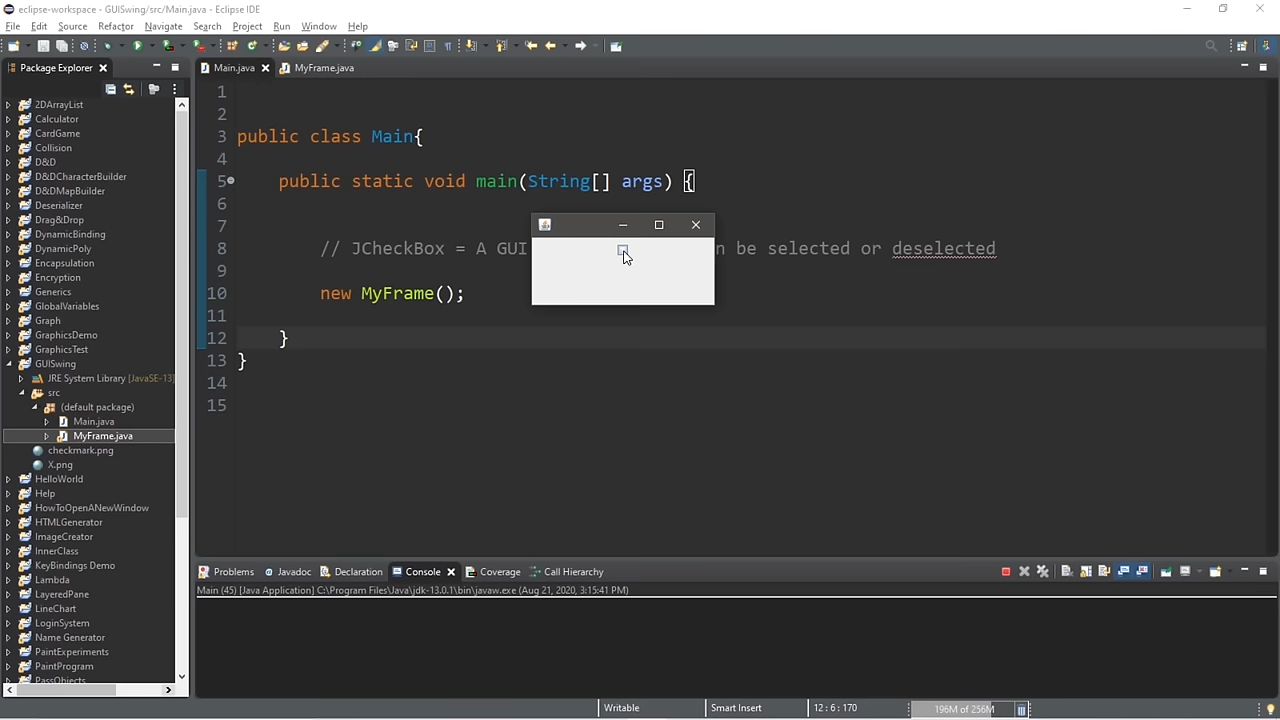 eclipse-workspace - GUISwing/src/Main.java - Eclipse IDE
File Edit Source Refactor Navigate Search Project Run Window Help
Package Explorer
Main.java MyFrame.java
2DArrayList
Calculator
CardGame
Collision
D&D
D&DCharacterBuilder
D&DMapBuilder
Deserializer
Drag&Drop
DynamicBinding
DynamicPoly
Encapsulation
Encryption
Generics
GlobalVariables
Graph
GraphicsDemo
GraphicsTest
GUISwing
JRE System Library [JavaSE-13]
src
(default package)
Main.java
MyFrame.java
checkmark.png
X.png
HelloWorld
Help
HowToOpenANewWindow
HTMLGenerator
ImageCreator
InnerClass
KeyBindings Demo
Lambda
LayeredPane
LineChart
LoginSystem
Name Generator
PaintExperiments
PaintProgram
PassObjects
1
2
3 public class Main{
4
5 public static void main(String[] args) {
6
7
8 // JCheckBox = A GUI n be selected or deselected
9
10 new MyFrame();
11
12 }
13 }
14
15
Problems Javadoc Declaration Console Coverage Call Hierarchy
Main (45) [Java Application] C:\Program Files\Java\jdk-13.0.1\bin\javaw.exe (Aug 21, 2020, 3:15:41 PM)
Writable Smart Insert 12 : 6 : 170 196M of 256M